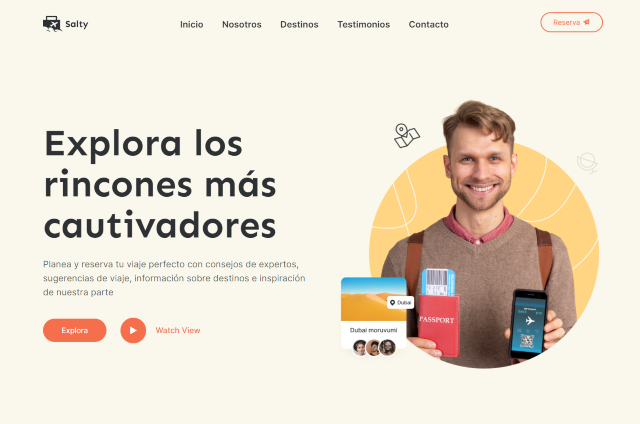 Salty
Inicio
Nosotros
Destinos
Testimonios
Contacto
Reserva
Explora los
rincones más
cautivadores
Planea y reserva tu viaje perfecto con consejos de expertos,
sugerencias de viaje, información sobre destinos e inspiración
de nuestra parte
Explora
Watch View
Dubai
Dubai moruvumi
PASSPORT